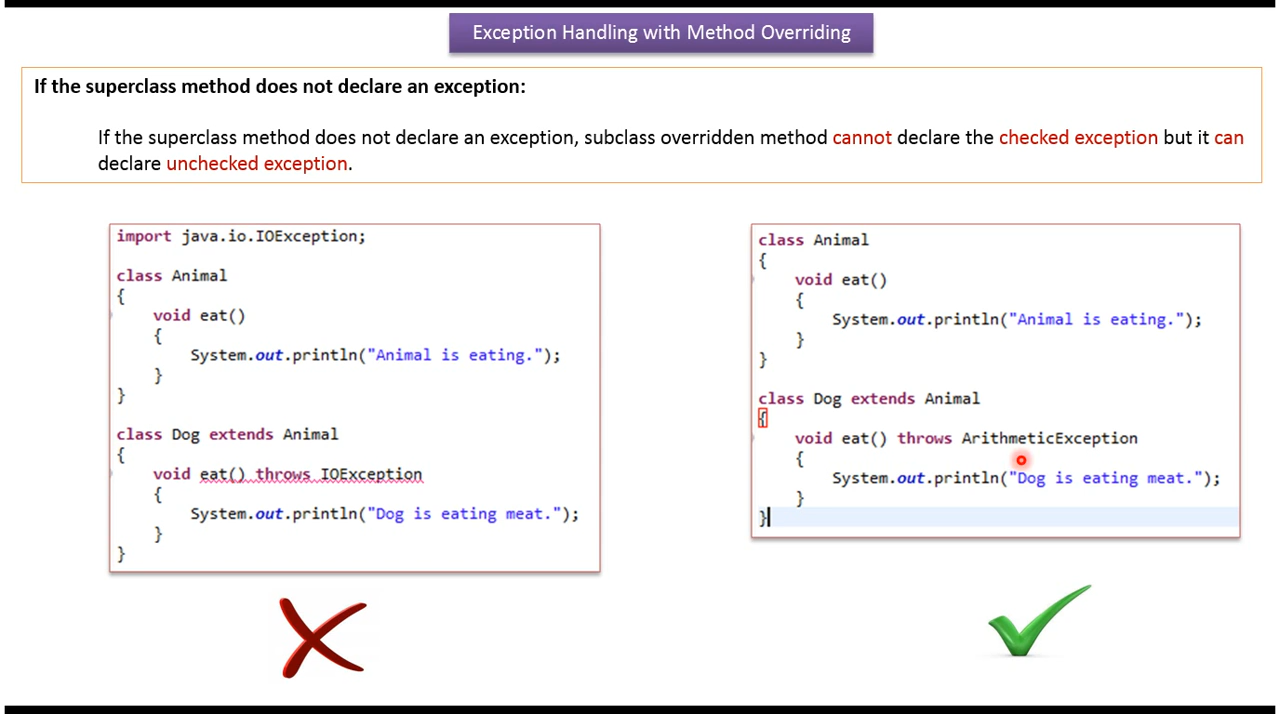 Exception Handling with Method Overriding
If the superclass method does not declare an exception:
If the superclass method does not declare an exception, subclass overridden method cannot declare the checked exception but it can
declare unchecked exception.
import java.io.IOException;
class Animal
{
void eat()
{
System.out.println("Animal is eating.");
}
}
class Dog extends Animal
{
void eat() throws IOException
{
System.out.println("Dog is eating meat.");
}
}
class Animal
{
void eat()
{
System.out.println("Animal is eating.");
}
}
class Dog extends Animal
{
void eat() throws ArithmeticException
{
System.out.println("Dog is eating meat.");
}
}